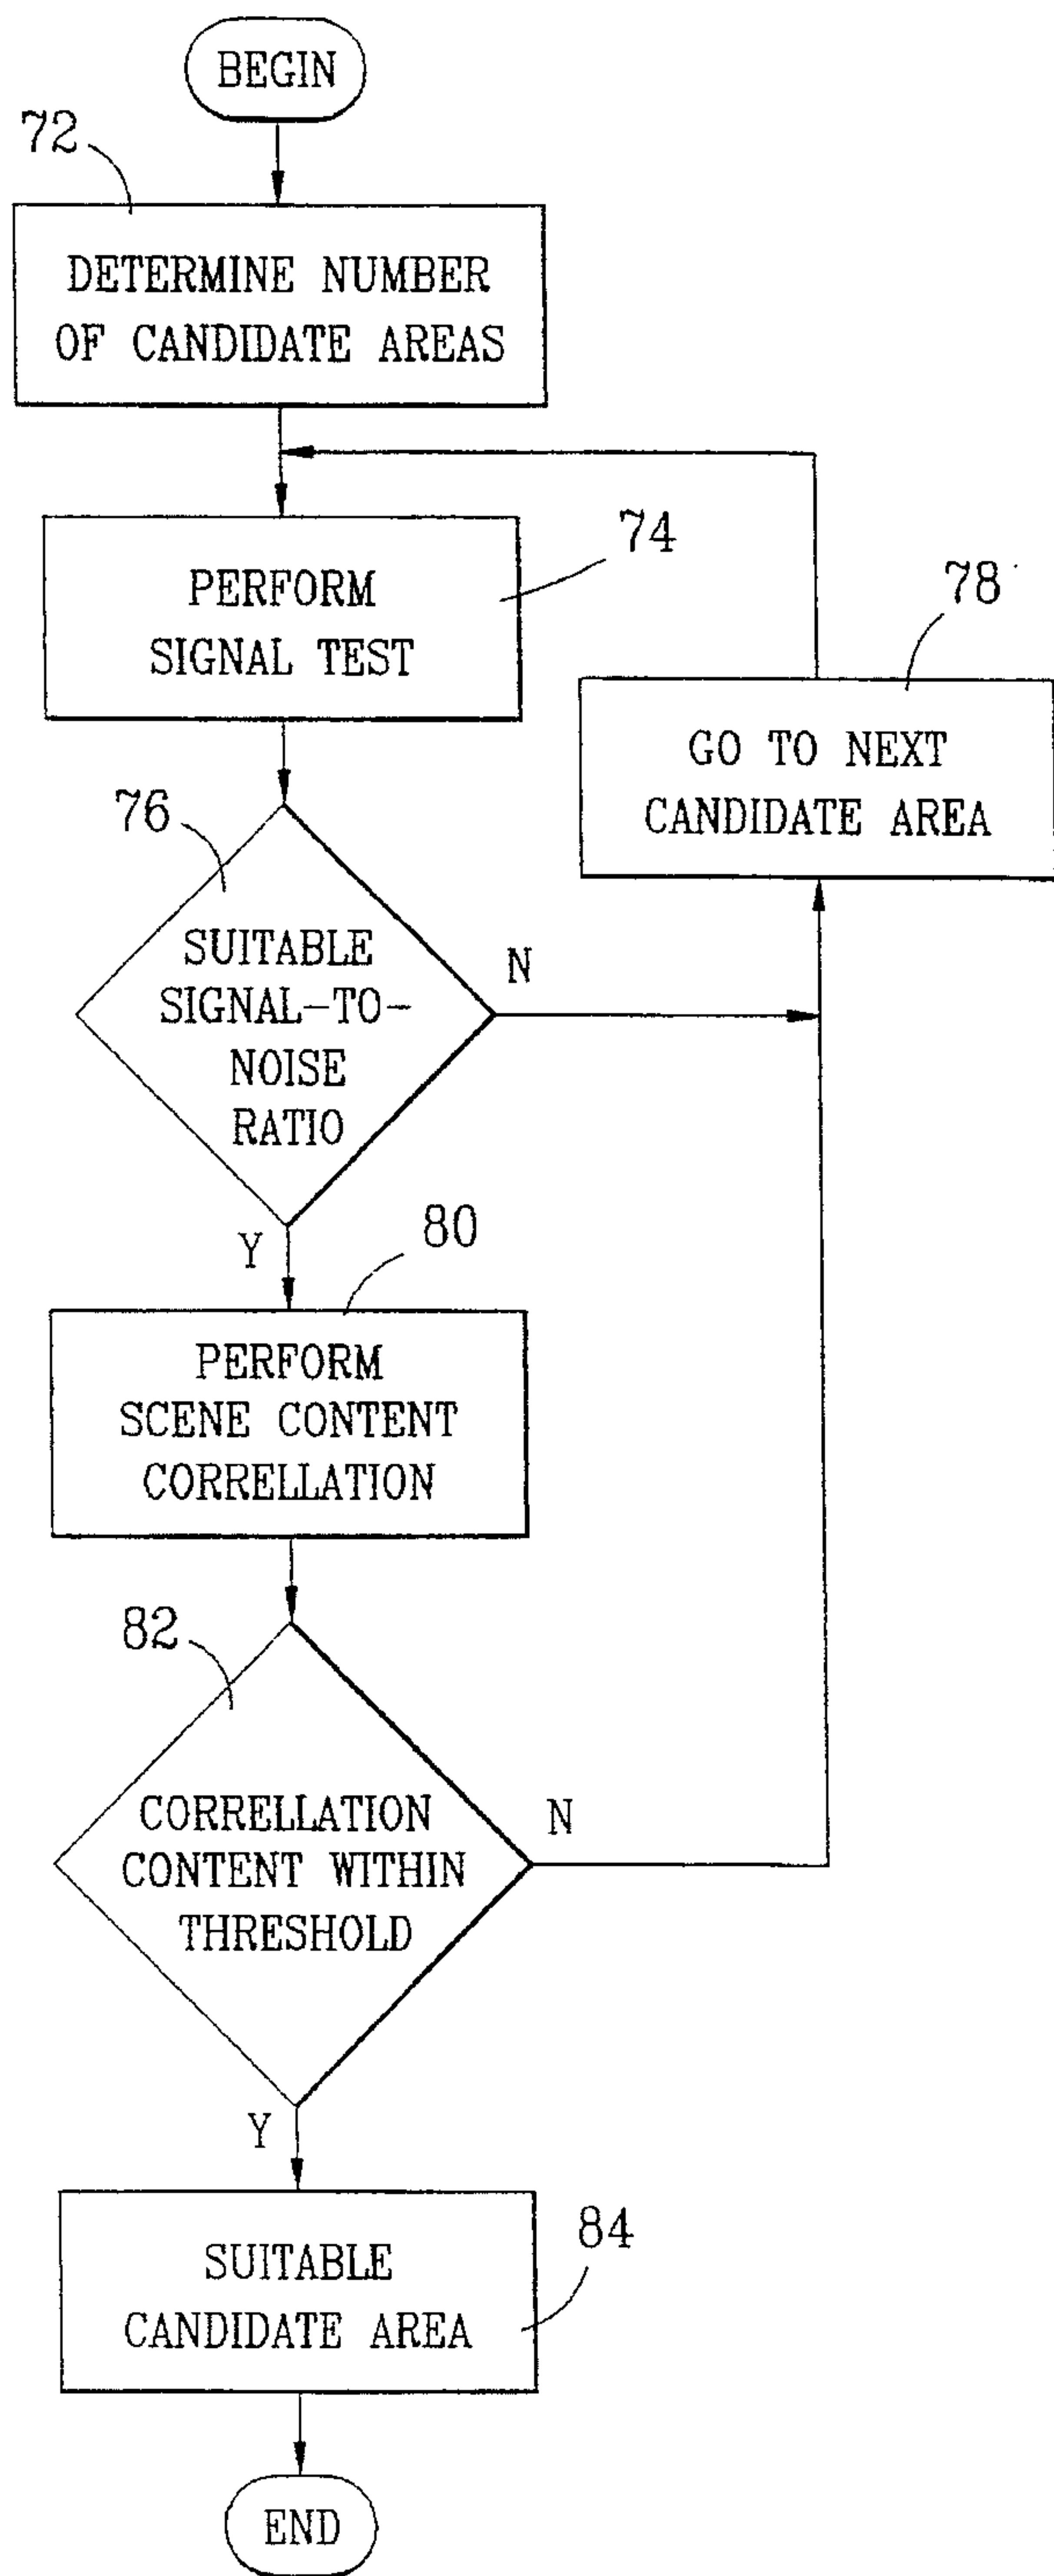 BEGIN
72
DETERMINE NUMBER
OF CANDIDATE AREAS
74
PERFORM
SIGNAL TEST
78
GO TO NEXT
CANDIDATE AREA
76
SUITABLE
SIGNAL-TO-
NOISE
RATIO
N
Y
80
PERFORM
SCENE CONTENT
CORRELLATION
82
CORRELLATION
CONTENT WITHIN
THRESHOLD
N
Y
84
SUITABLE
CANDIDATE AREA
END